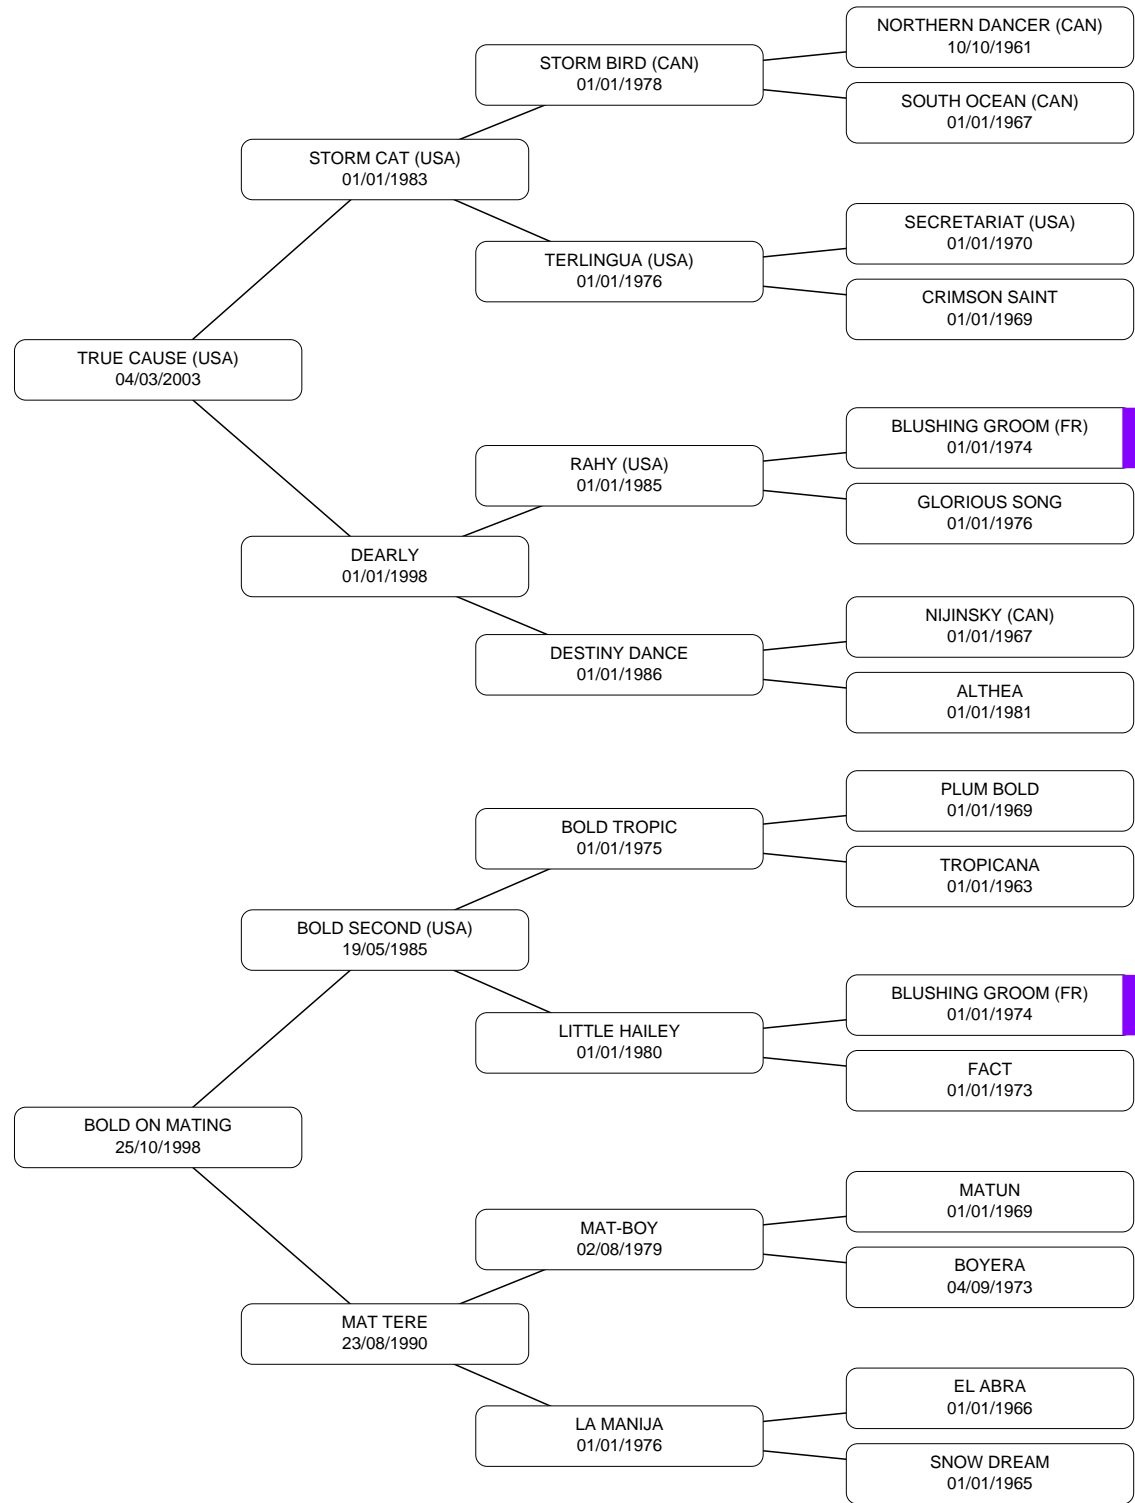 NORTHERN DANCER (CAN)
10/10/1961
STORM BIRD (CAN)
01/01/1978
SOUTH OCEAN (CAN)
01/01/1967
STORM CAT (USA)
01/01/1983
SECRETARIAT (USA)
01/01/1970
TERLINGUA (USA)
01/01/1976
CRIMSON SAINT
01/01/1969
TRUE CAUSE (USA)
04/03/2003
BLUSHING GROOM (FR)
01/01/1974
RAHY (USA)
01/01/1985
GLORIOUS SONG
01/01/1976
DEARLY
01/01/1998
NIJINSKY (CAN)
01/01/1967
DESTINY DANCE
01/01/1986
ALTHEA
01/01/1981
PLUM BOLD
01/01/1969
BOLD TROPIC
01/01/1975
TROPICANA
01/01/1963
BOLD SECOND (USA)
19/05/1985
BLUSHING GROOM (FR)
01/01/1974
LITTLE HAILEY
01/01/1980
FACT
01/01/1973
BOLD ON MATING
25/10/1998
MATUN
01/01/1969
MAT-BOY
02/08/1979
BOYERA
04/09/1973
MAT TERE
23/08/1990
EL ABRA
01/01/1966
LA MANIJA
01/01/1976
SNOW DREAM
01/01/1965